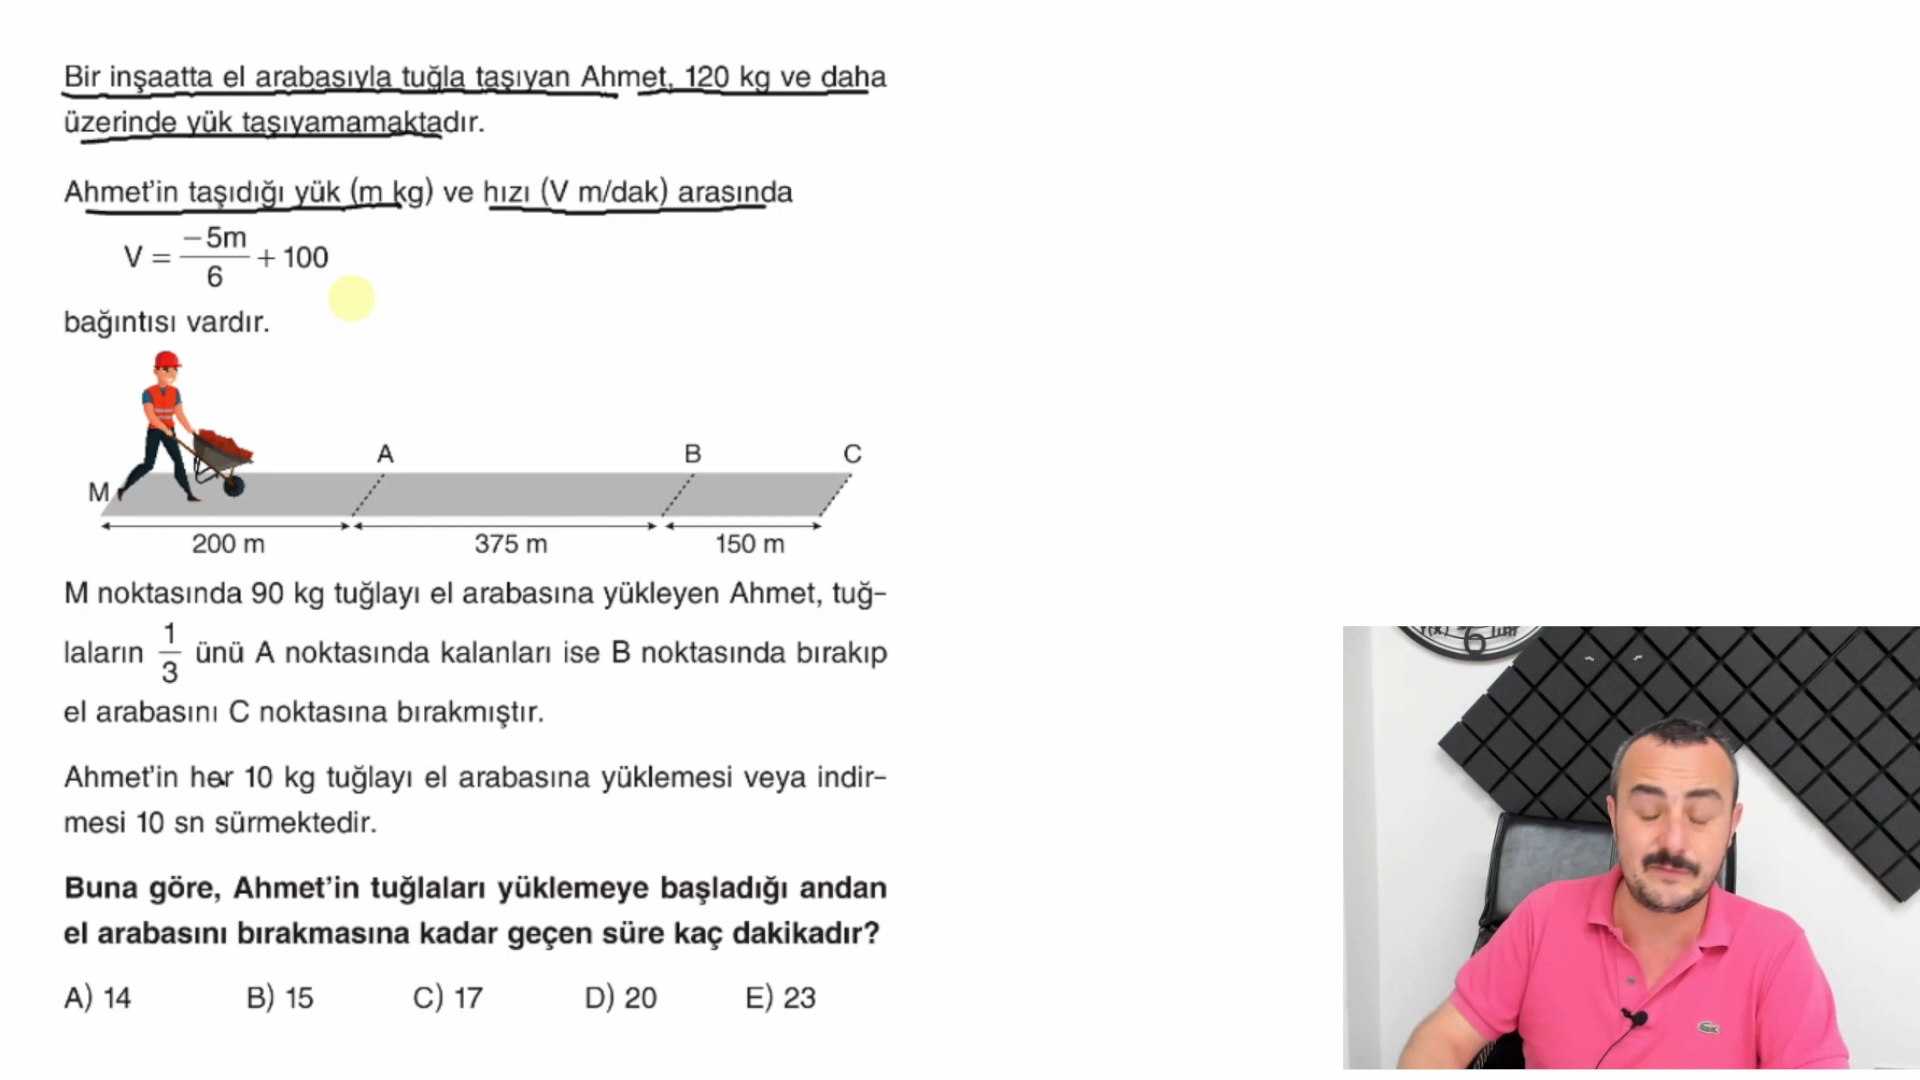 Bir inşaatta el arabasıyla tuğla taşıyan Ahmet, 120 kg ve daha
üzerinde yük taşıyamamaktadır.
Ahmet'in taşıdığı yük (m kg) ve hızı (V m/dak) arasında
V = −5m/6 + 100
bağıntısı vardır.
A B C
M
200 m 375 m 150 m
M noktasında 90 kg tuğlayı el arabasına yükleyen Ahmet, tuğ-
laların 1/3 ünü A noktasında kalanları ise B noktasında bırakıp
el arabasını C noktasına bırakmıştır.
Ahmet'in her 10 kg tuğlayı el arabasına yüklemesi veya indir-
mesi 10 sn sürmektedir.
Buna göre, Ahmet'in tuğlaları yüklemeye başladığı andan
el arabasını bırakmasına kadar geçen süre kaç dakikadır?
A) 14 B) 15 C) 17 D) 20 E) 23